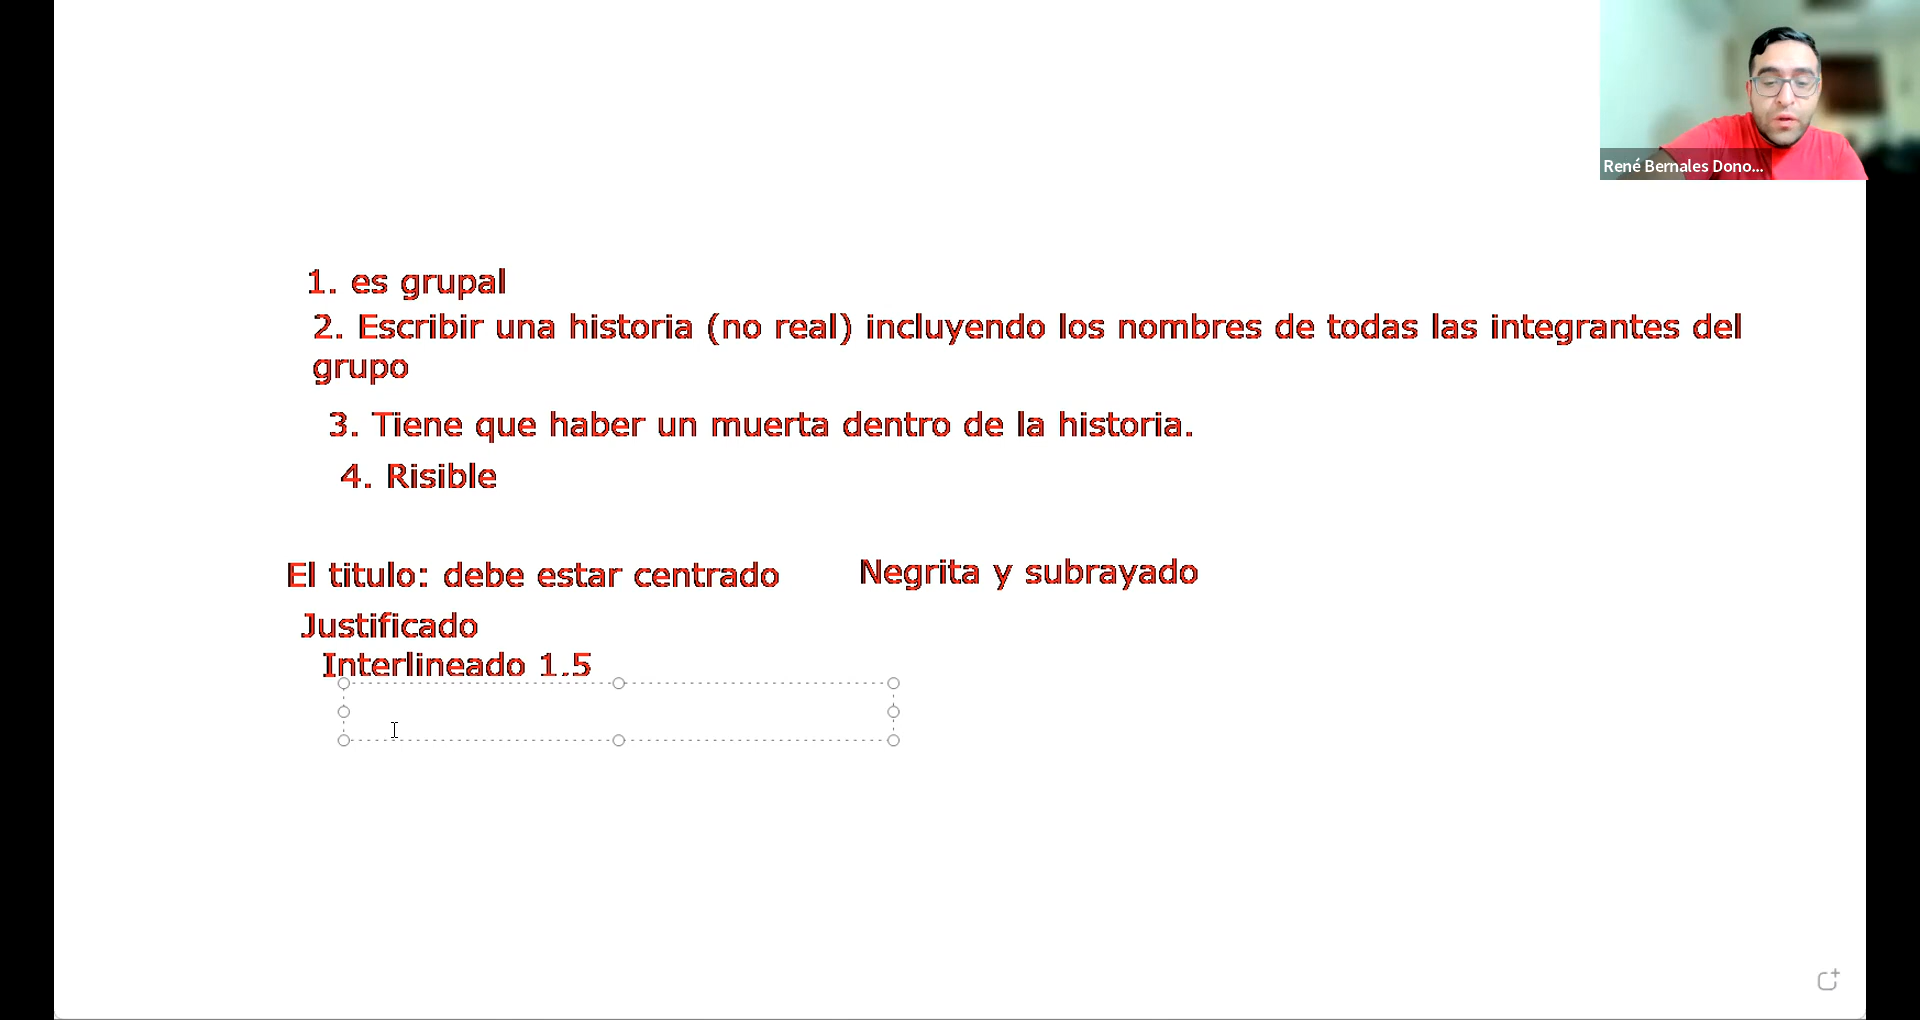 René Bernales Dono...
1. es grupal
2. Escribir una historia (no real) incluyendo los nombres de todas las integrantes del
grupo
3. Tiene que haber un muerta dentro de la historia.
4. Risible
El titulo: debe estar centrado Negrita y subrayado
Justificado
Interlineado 1.5